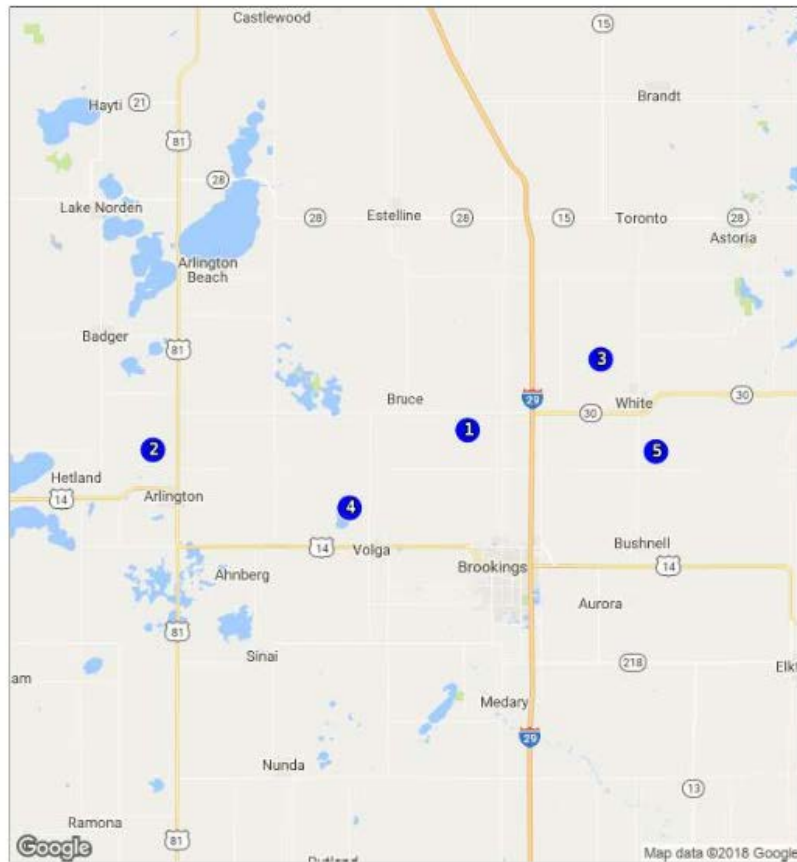 Castlewood
15
Hayti
21
Brandt
81
28
Lake Norden
Estelline
28
28
15
Toronto
28
Astoria
Arlington
Beach
Badger
81
3
Bruce
29
White
30
30
1
2
5
Hetland
14
Arlington
4
14
Volga
Bushnell
Brookings
14
Ahnberg
Aurora
81
Sinai
218
Elk
am
Medary
29
Nunda
13
Ramona
81
Google
Rutland
Map data ©2018 Google